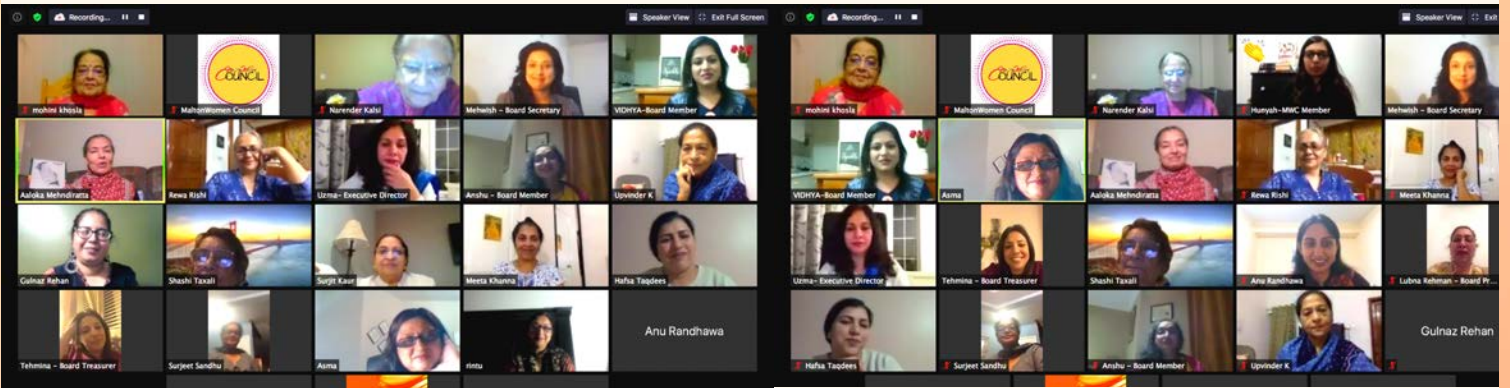 Recording...
Speaker View
Exit Full Screen
mohini khosla
COUNCIL
MaltonWomen Council
Narender Kalsi
Mehwish - Board Secretary
VIDHYA-Board Member
Aaloka Mehndiratta
Rewa Rishi
Uzma- Executive Director
Anshu - Board Member
Upvinder K
Gulnaz Rehan
Shashi Taxali
Surjit Kaur
Meeta Khanna
Hafsa Taqdees
Tehmina - Board Treasurer
Surjeet Sandhu
Asma
rintu
Anu Randhawa
Recording...
Speaker View
Exit
mohini khosla
COUNCIL
MaltonWomen Council
Narender Kalsi
Hunyah-MWC Member
Mehwish - Board Secretary
VIDHYA-Board Member
Asma
Aaloka Mehndiratta
Rewa Rishi
Meeta Khanna
Uzma- Executive Director
Tehmina - Board Treasurer
Shashi Taxali
Anu Randhawa
Lubna Rehman - Board Pr...
Hafsa Taqdees
Surjeet Sandhu
Anshu - Board Member
Upvinder K
Gulnaz Rehan